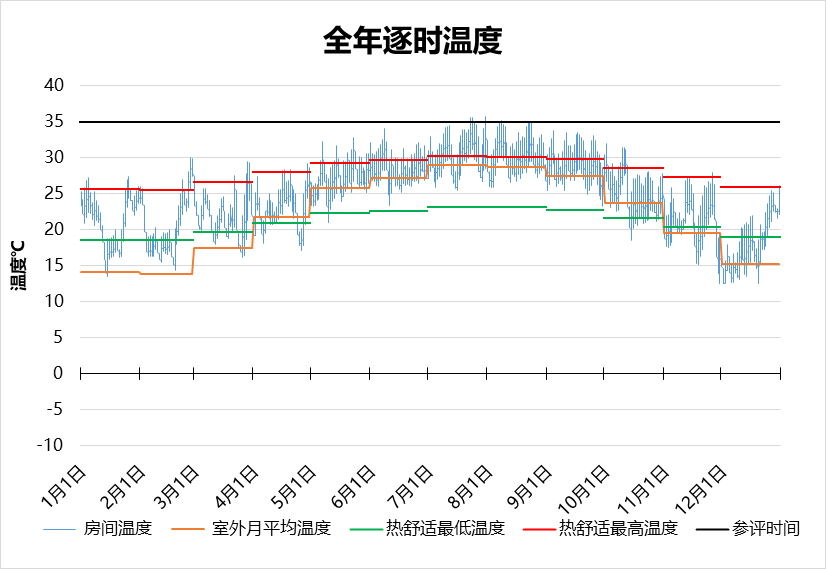 全年逐时温度
40
35
30
25
20
15
10
5
0
-5
-10
温度℃
1月1日
2月1日
3月1日
4月1日
5月1日
6月1日
7月1日
8月1日
9月1日
10月1日
11月1日
12月1日
房间温度 室外月平均温度 热舒适最低温度 热舒适最高温度 参评时间